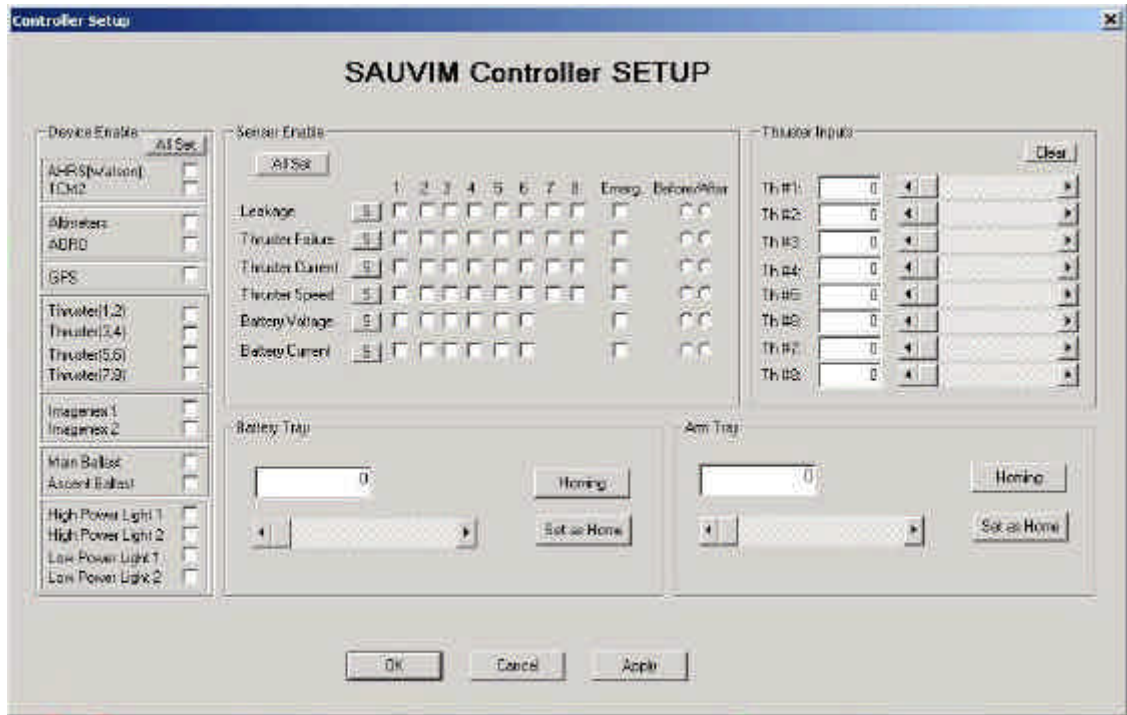 Controller Setup
SAUVIM Controller SETUP
Device Enable
All Set
AHRS(Watson)
TCM2
Altimeters
GPS
Thruster(1,2)
Thruster(3,4)
Thruster(5,6)
Thruster(7,8)
Imagenex 1
Imagenex 2
Main Ballast
Ascent Ballast
High Power Light 1
High Power Light 2
Low Power Light 1
Low Power Light 2
Sensor Enable
All Set
1 2 3 4 5 6 7 8 Emerg. Before/After
Leakage S
Thruster Failure S
Thruster Current S
Thruster Speed S
Battery Voltage S
Battery Current S
Thruster Inputs
Clear
Th #1: 0
Th #2: 0
Th #3: 0
Th #4: 0
Th #5: 0
Th #6: 0
Th #7: 0
Th #8: 0
Battery Tray
0
Homing
Set as Home
Arm Tray
0
Homing
Set as Home
OK Cancel Apply